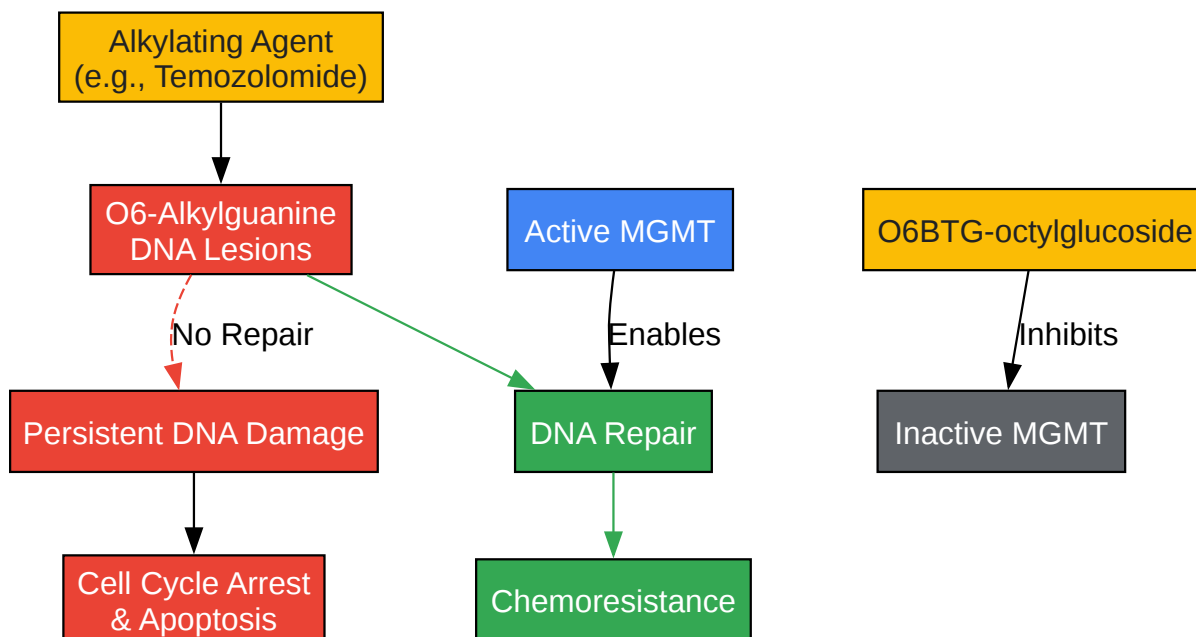 Alkylating Agent
(e.g., Temozolomide)
O6-Alkylguanine
DNA Lesions
Active MGMT
O6BTG-octylglucoside
No Repair
Enables
Inhibits
Persistent DNA Damage
DNA Repair
Inactive MGMT
Cell Cycle Arrest
& Apoptosis
Chemoresistance